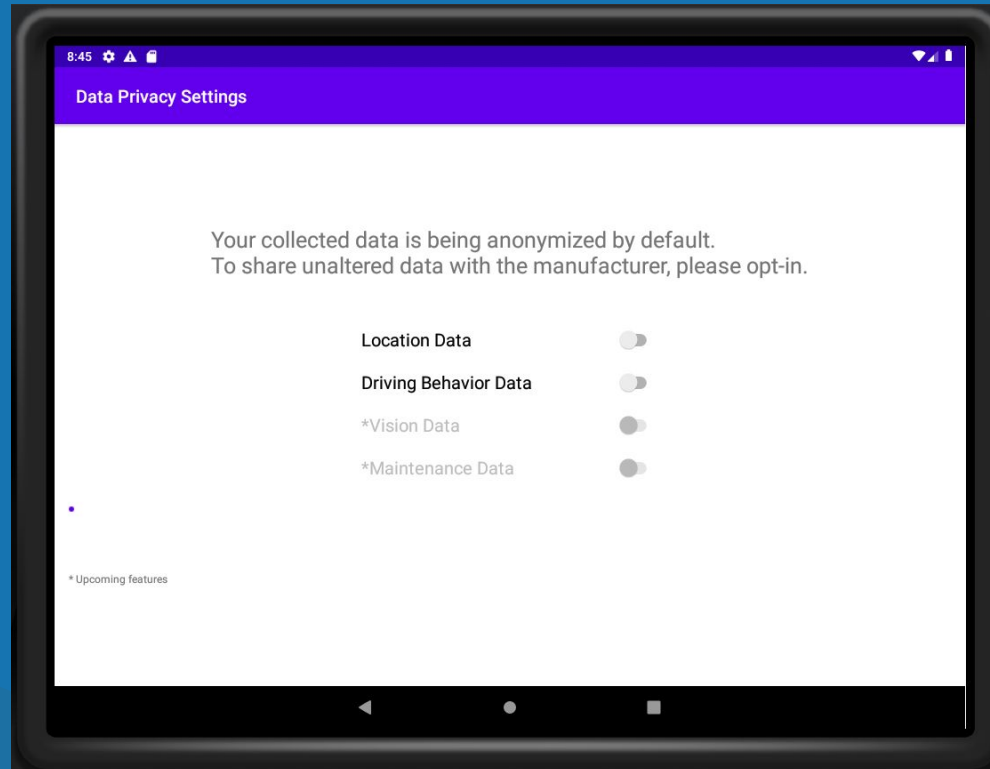 8:45
Data Privacy Settings
Your collected data is being anonymized by default.
To share unaltered data with the manufacturer, please opt-in.
Location Data
Driving Behavior Data
*Vision Data
*Maintenance Data
* Upcoming features